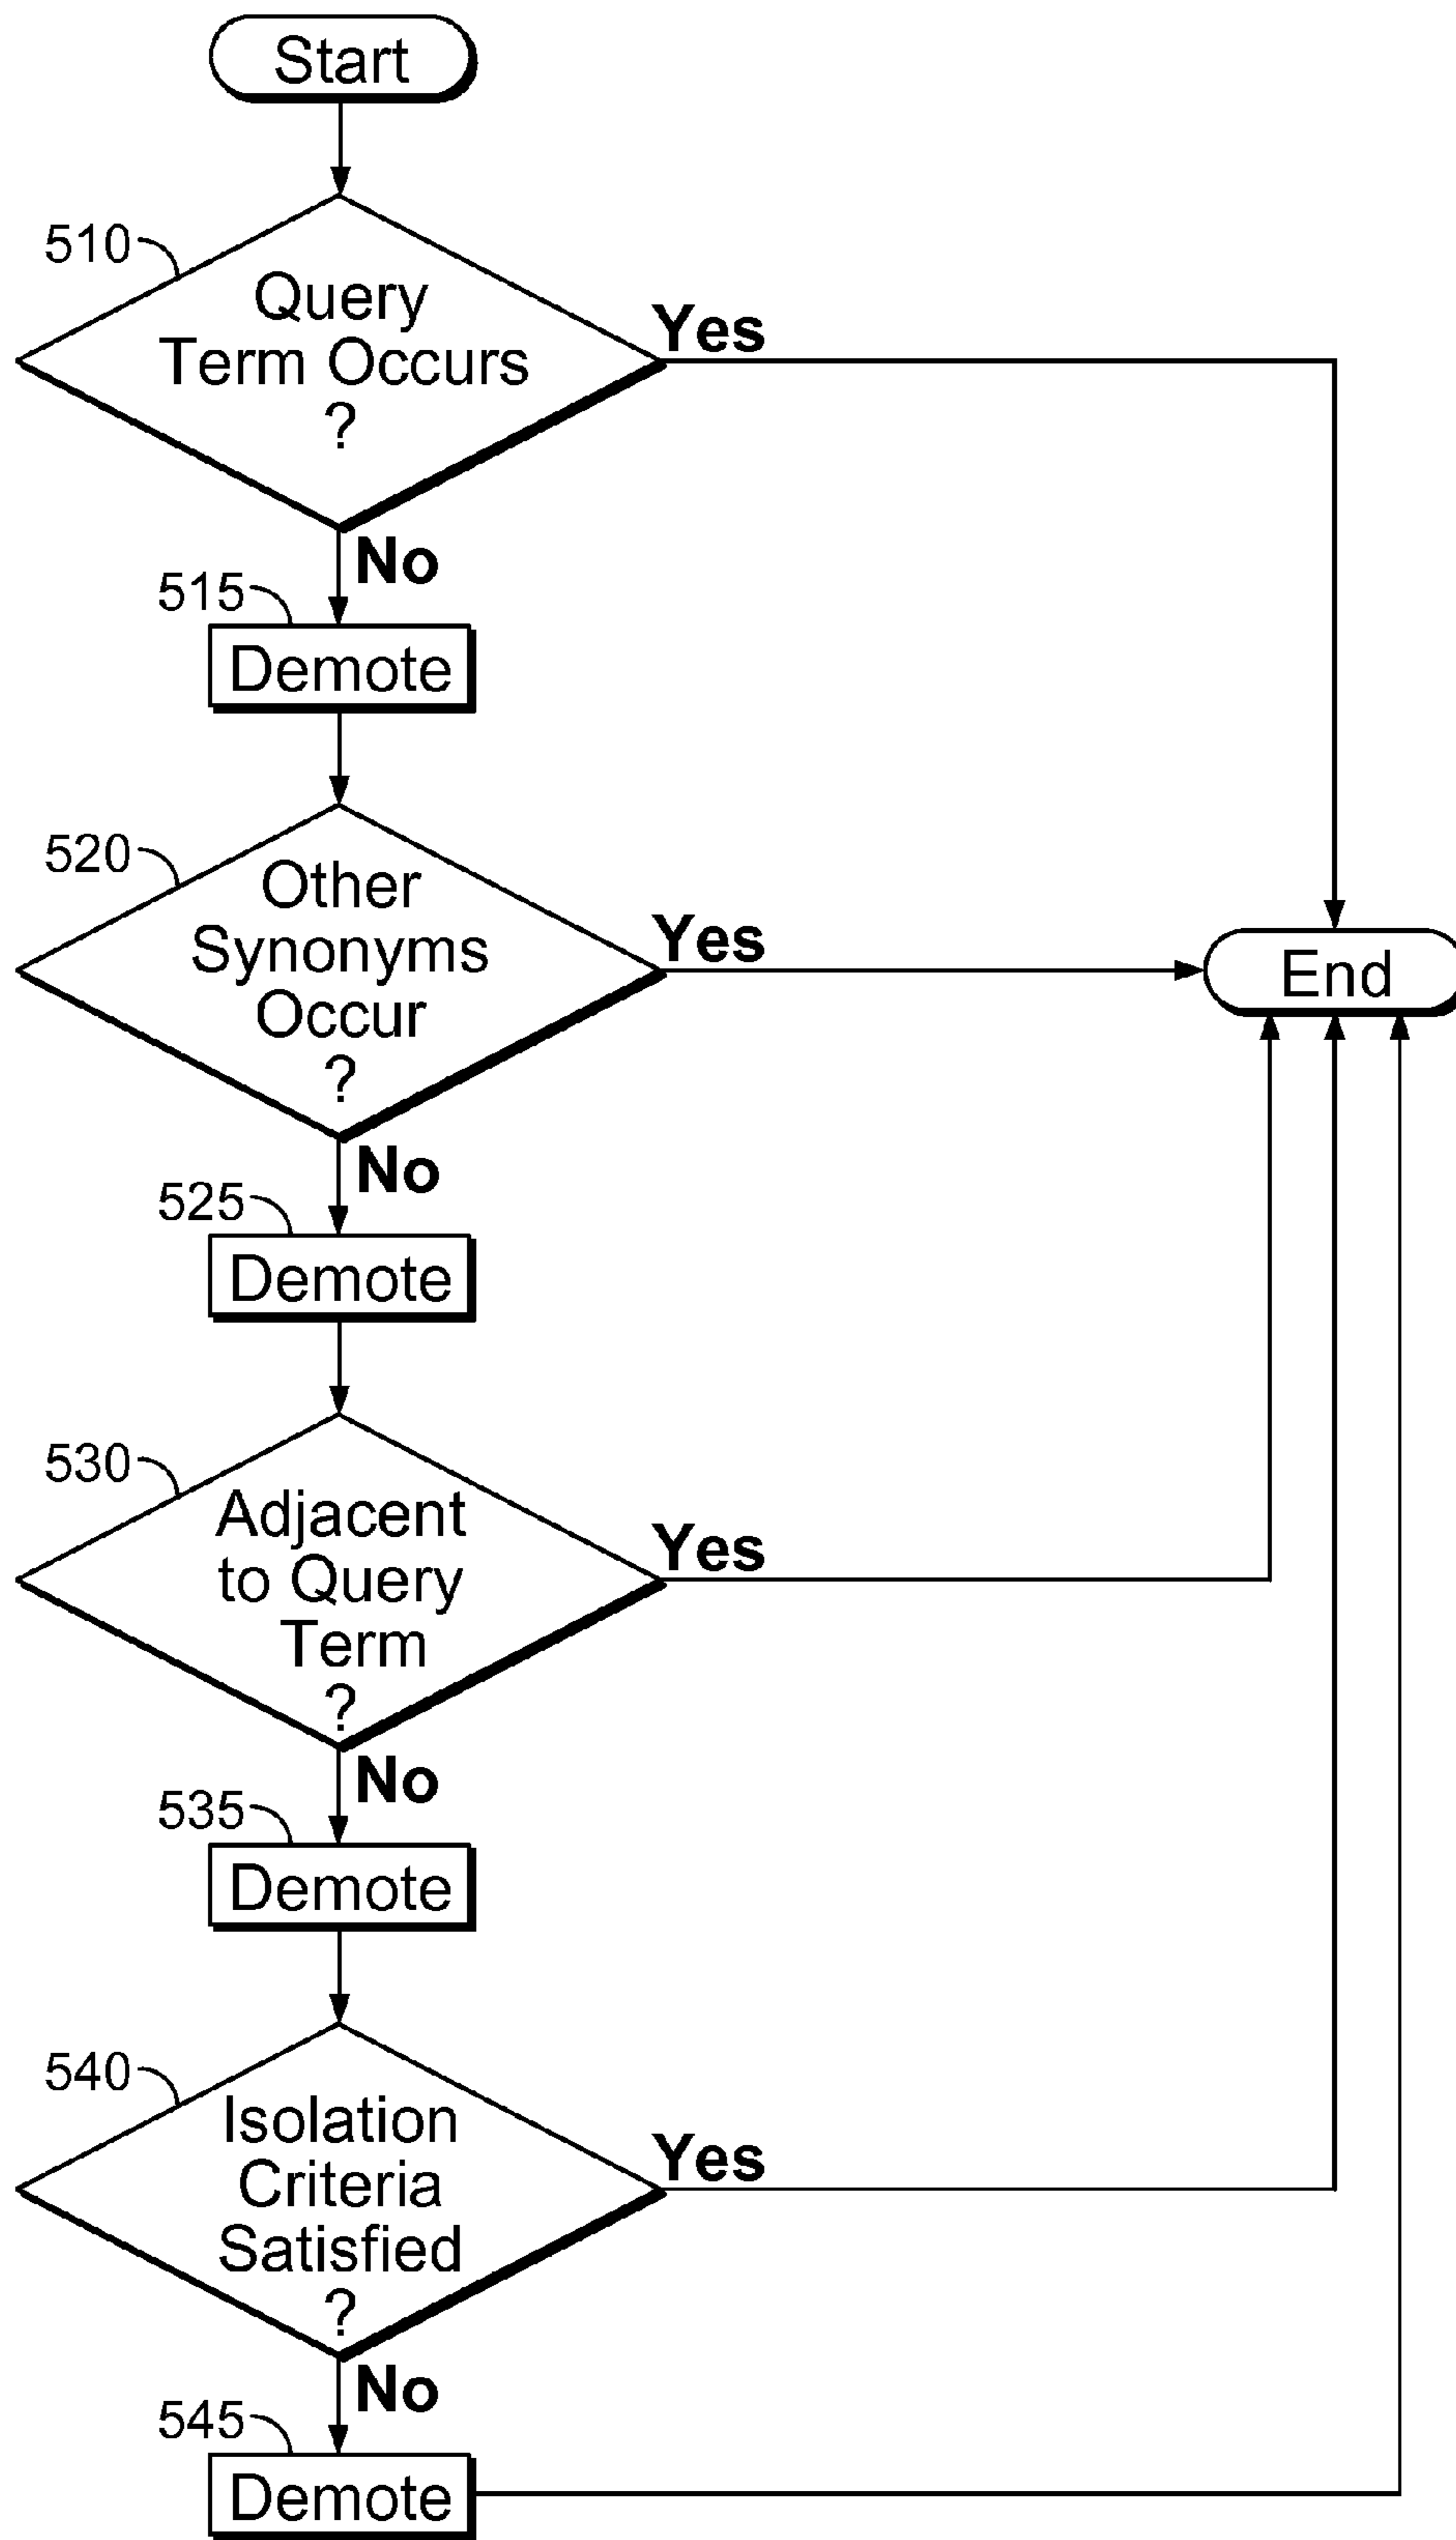 Start
510
Query
Term Occurs
?
Yes
No
515
Demote
520
Other
Synonyms
Occur
?
Yes
End
No
525
Demote
530
Adjacent
to Query
Term
?
Yes
No
535
Demote
540
Isolation
Criteria
Satisfied
?
Yes
No
545
Demote